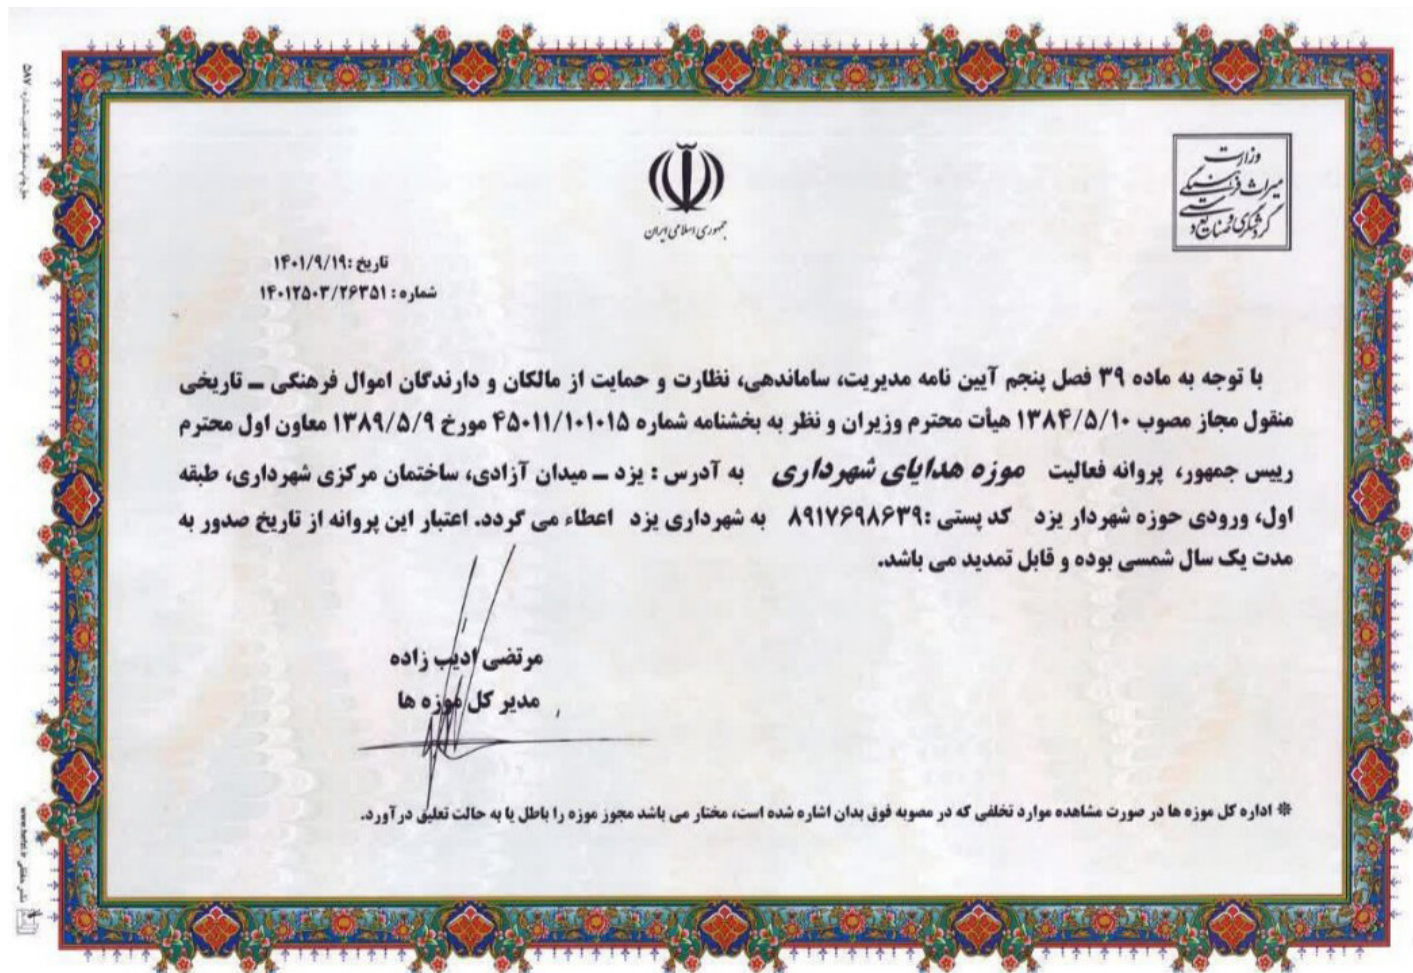 وزارت
میراث فرهنگی
گردشگری و صنایع دستی
جمهوری اسلامی ایران
تاریخ :۱۴۰۱/۹/۱۹
شماره : ۱۴۰۱۲۵۰۳/۲۶۳۵۱
با توجه به ماده ۳۹ فصل پنجم آیین نامه مدیریت، ساماندهی، نظارت و حمایت از مالکان و دارندگان اموال فرهنگی ــ تاریخی
منقول مجاز مصوب ۱۳۸۴/۵/۱۰ هیأت محترم وزیران و نظر به بخشنامه شماره ۴۵۰۱۱/۱۰۱۰۱۵ مورخ ۱۳۸۹/۵/۹ معاون اول محترم
رییس جمهور، پروانه فعالیت موزه هدایای شهرداری به آدرس : یزد ــ میدان آزادی، ساختمان مرکزی شهرداری، طبقه
اول، ورودی حوزه شهردار یزد کد پستی :۸۹۱۷۶۹۸۶۳۹ به شهرداری یزد اعطاء می گردد. اعتبار این پروانه از تاریخ صدور به
مدت یک سال شمسی بوده و قابل تمدید می باشد.
مرتضی ادیب زاده
مدیر کل موزه ها
❊ اداره کل موزه ها در صورت مشاهده موارد تخلفی که در مصوبه فوق بدان اشاره شده است، مختار می باشد مجوز موزه را باطل یا به حالت تعلیق درآورد.
حق چاپ محفوظ تذهیب شماره ۵۸۷